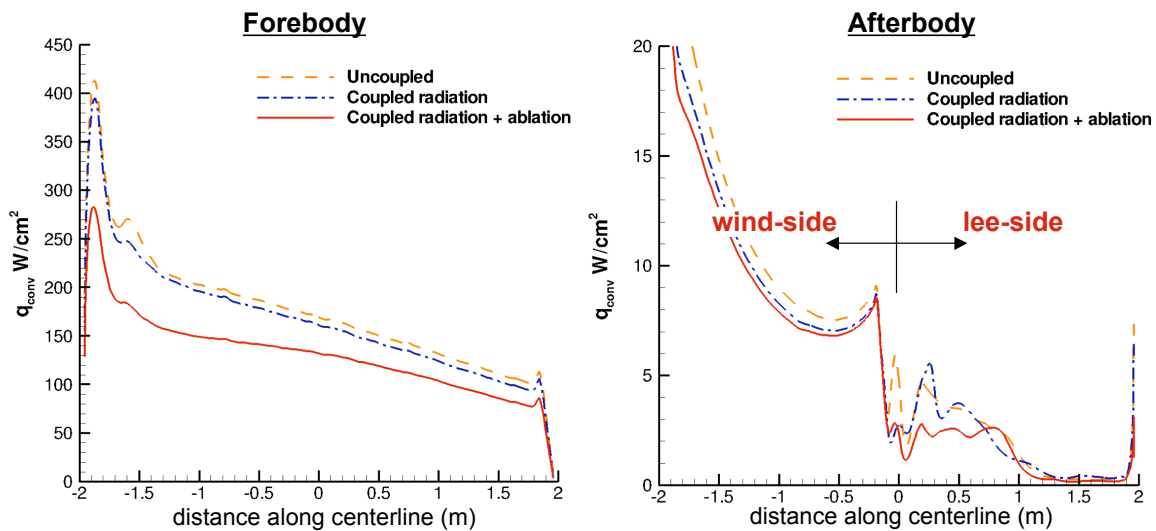 Forebody
450
400
350
300
250
200
150
100
50
0
q_conv W/cm²
Uncoupled
Coupled radiation
Coupled radiation + ablation
-2 -1.5 -1 -0.5 0 0.5 1 1.5 2
distance along centerline (m)
Afterbody
20
15
10
5
0
q_conv W/cm²
Uncoupled
Coupled radiation
Coupled radiation + ablation
wind-side
lee-side
-2 -1.5 -1 -0.5 0 0.5 1 1.5 2
distance along centerline (m)